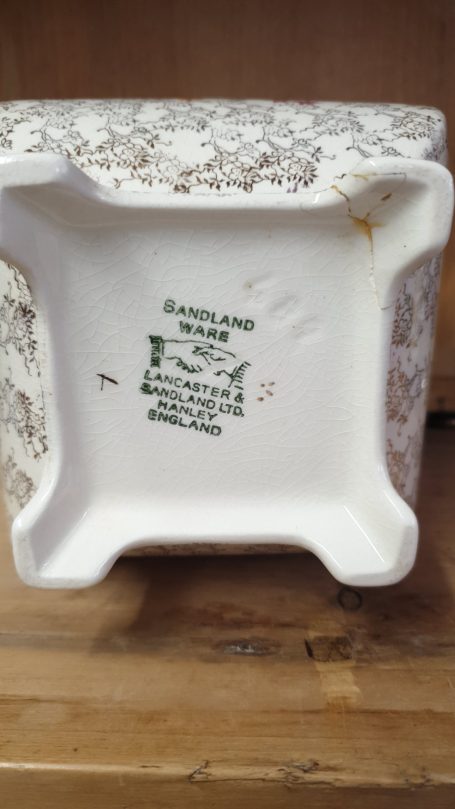 SANDLAND
WARE
LANCASTER &
SANDLAND LTD.
HANLEY
ENGLAND